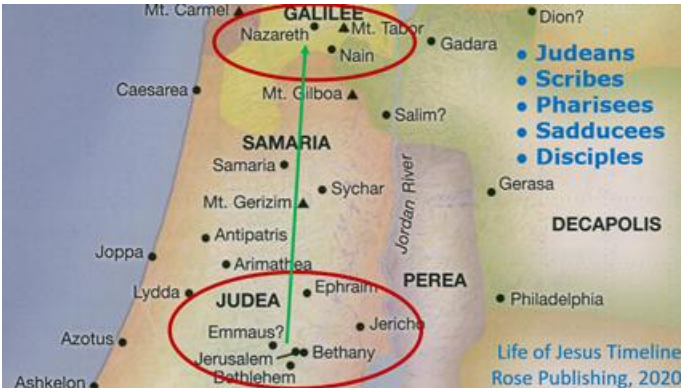 Mt. Carmel
GALILEE
Dion?
Nazareth
Mt. Tabor
Gadara
Nain
• Judeans
• Scribes
• Pharisees
• Sadducees
• Disciples
Caesarea
Mt. Gilboa
Salim?
SAMARIA
Samaria
Sychar
Mt. Gerizim
Jordan River
Gerasa
DECAPOLIS
Antipatris
Joppa
Arimathea
PEREA
Lydda
JUDEA
Ephraim
Philadelphia
Jericho
Emmaus?
Azotus
Jerusalem
Bethany
Bethlehem
Ashkelon
Life of Jesus Timeline
Rose Publishing, 2020